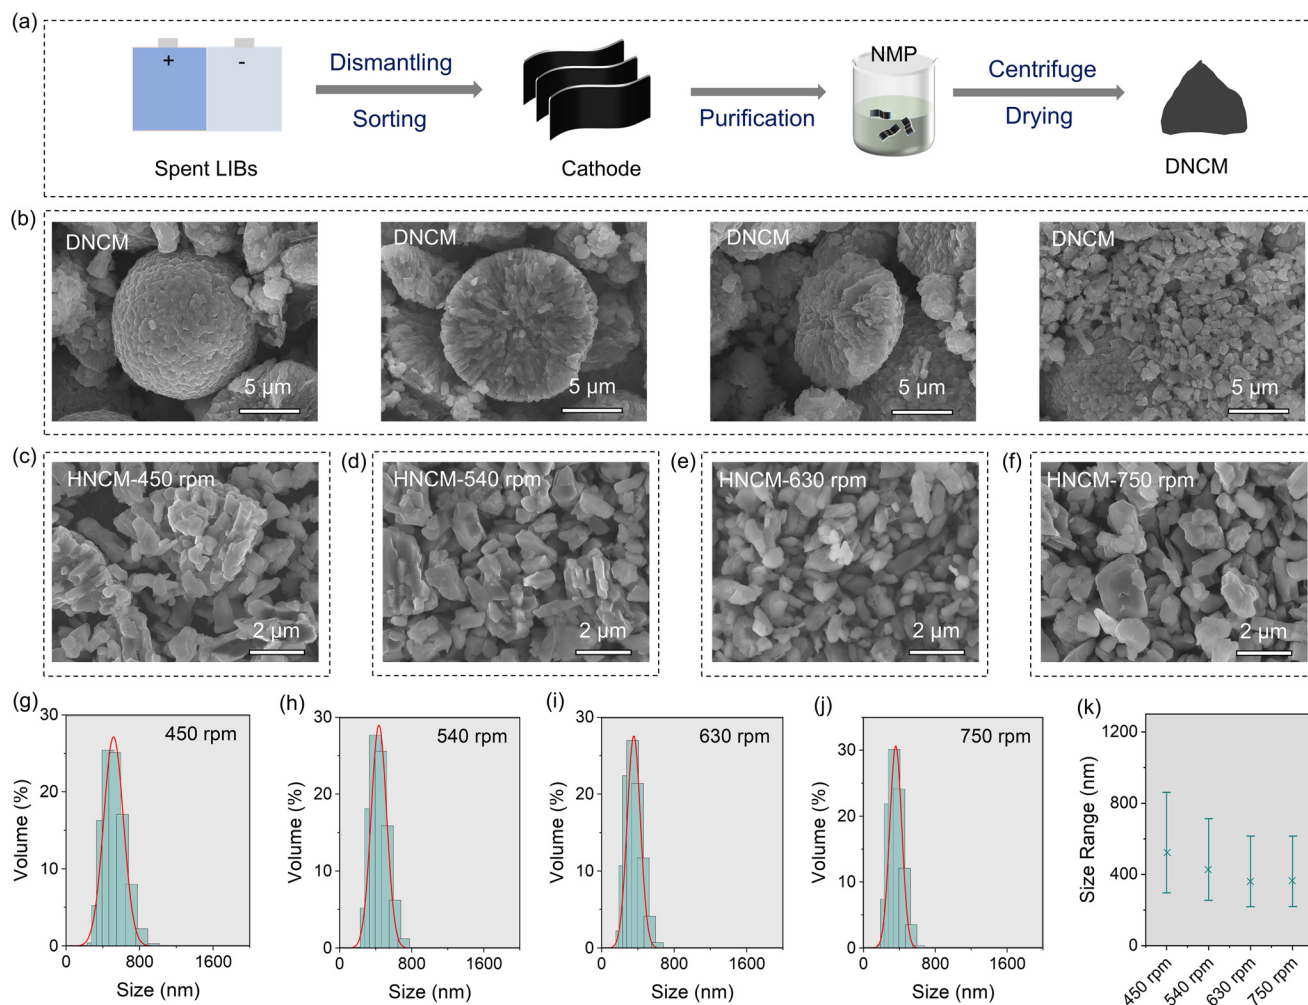 (a)
+ -
Spent LIBs
Dismantling
Sorting
Cathode
Purification
NMP
Centrifuge
Drying
DNCM
(b)
DNCM
5 µm
DNCM
5 µm
DNCM
5 µm
DNCM
5 µm
(c)
HNCM-450 rpm
2 µm
(d)
HNCM-540 rpm
2 µm
(e)
HNCM-630 rpm
2 µm
(f)
HNCM-750 rpm
2 µm
(g)
450 rpm
Volume (%)
30
20
10
0
0 800 1600
Size (nm)
(h)
540 rpm
Volume (%)
30
20
10
0
0 800 1600
Size (nm)
(i)
630 rpm
Volume (%)
30
20
10
0
0 800 1600
Size (nm)
(j)
750 rpm
Volume (%)
30
20
10
0
0 800 1600
Size (nm)
(k)
Size Range (nm)
1200
800
400
0
450 rpm
540 rpm
630 rpm
750 rpm